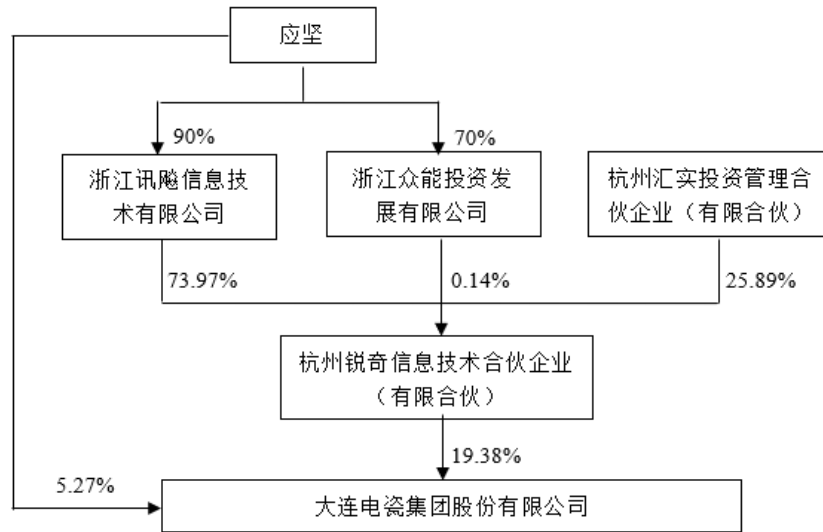 应坚
90%
70%
浙江讯飚信息技
术有限公司
浙江众能投资发
展有限公司
杭州汇实投资管理合
伙企业（有限合伙）
73.97%
0.14%
25.89%
杭州锐奇信息技术合伙企业
（有限合伙）
19.38%
5.27%
大连电瓷集团股份有限公司